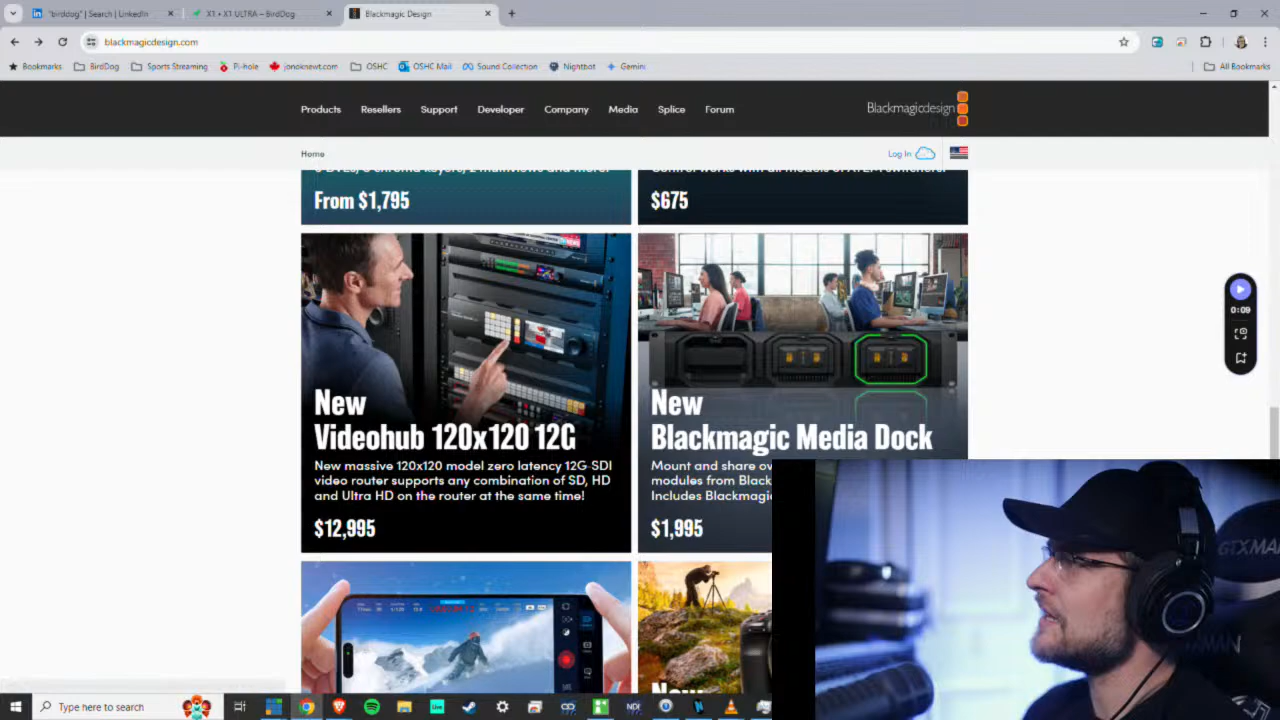 "birddog" | Search | LinkedIn
X1 + X1 ULTRA – BirdDog
Blackmagic Design
blackmagicdesign.com
Bookmarks
BirdDog
Sports Streaming
Pi-hole
jonoknewt.com
OSHC
OSHC Mail
Sound Collection
Nightbot
Gemini
All Bookmarks
Products
Resellers
Support
Developer
Company
Media
Splice
Forum
Blackmagicdesign
Home
Log In
From $1,795
$675
New
Videohub 120x120 12G
New massive 120x120 model zero latency 12G-SDI
video router supports any combination of SD, HD
and Ultra HD on the router at the same time!
$12,995
New
Blackmagic Media Dock
Mount and share
modules from
Includes
$1,995
New
0:09
Type here to search
Live
NDI